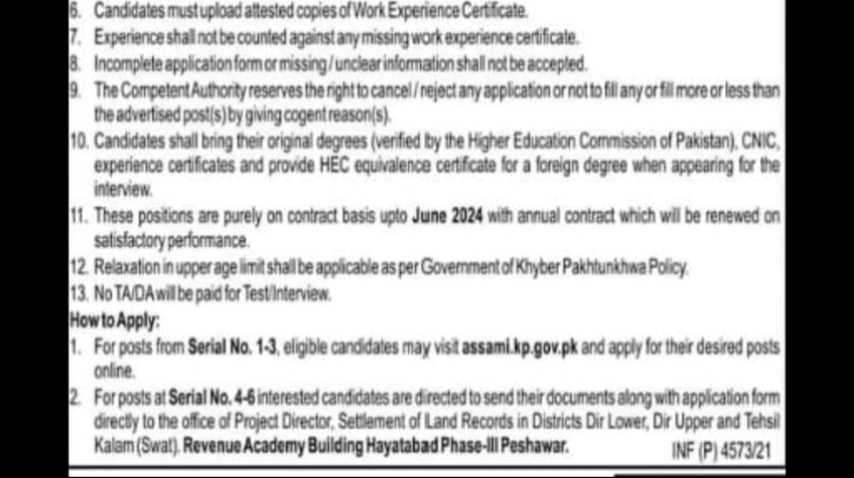 6. Candidates must upload attested copies of Work Experience Certificate.
7. Experience shall not be counted against any missing work experience certificate.
8. Incomplete application form or missing / unclear information shall not be accepted.
9. The Competent Authority reserves the right to cancel / reject any application or not to fill any or fill more or less than
the advertised post(s) by giving cogent reason(s).
10. Candidates shall bring their original degrees (verified by the Higher Education Commission of Pakistan), CNIC,
experience certificates and provide HEC equivalence certificate for a foreign degree when appearing for the
interview.
11. These positions are purely on contract basis upto June 2024 with annual contract which will be renewed on
satisfactory performance.
12. Relaxation in upper age limit shall be applicable as per Government of Khyber Pakhtunkhwa Policy.
13. No TA/DA will be paid for Test/Interview.
How to Apply:
1. For posts from Serial No. 1-3, eligible candidates may visit assami.kp.gov.pk and apply for their desired posts
online.
2. For posts at Serial No. 4-6 interested candidates are directed to send their documents along with application form
directly to the office of Project Director, Settlement of Land Records in Districts Dir Lower, Dir Upper and Tehsil
Kalam (Swat). Revenue Academy Building Hayatabad Phase-III Peshawar. INF (P) 4573/21